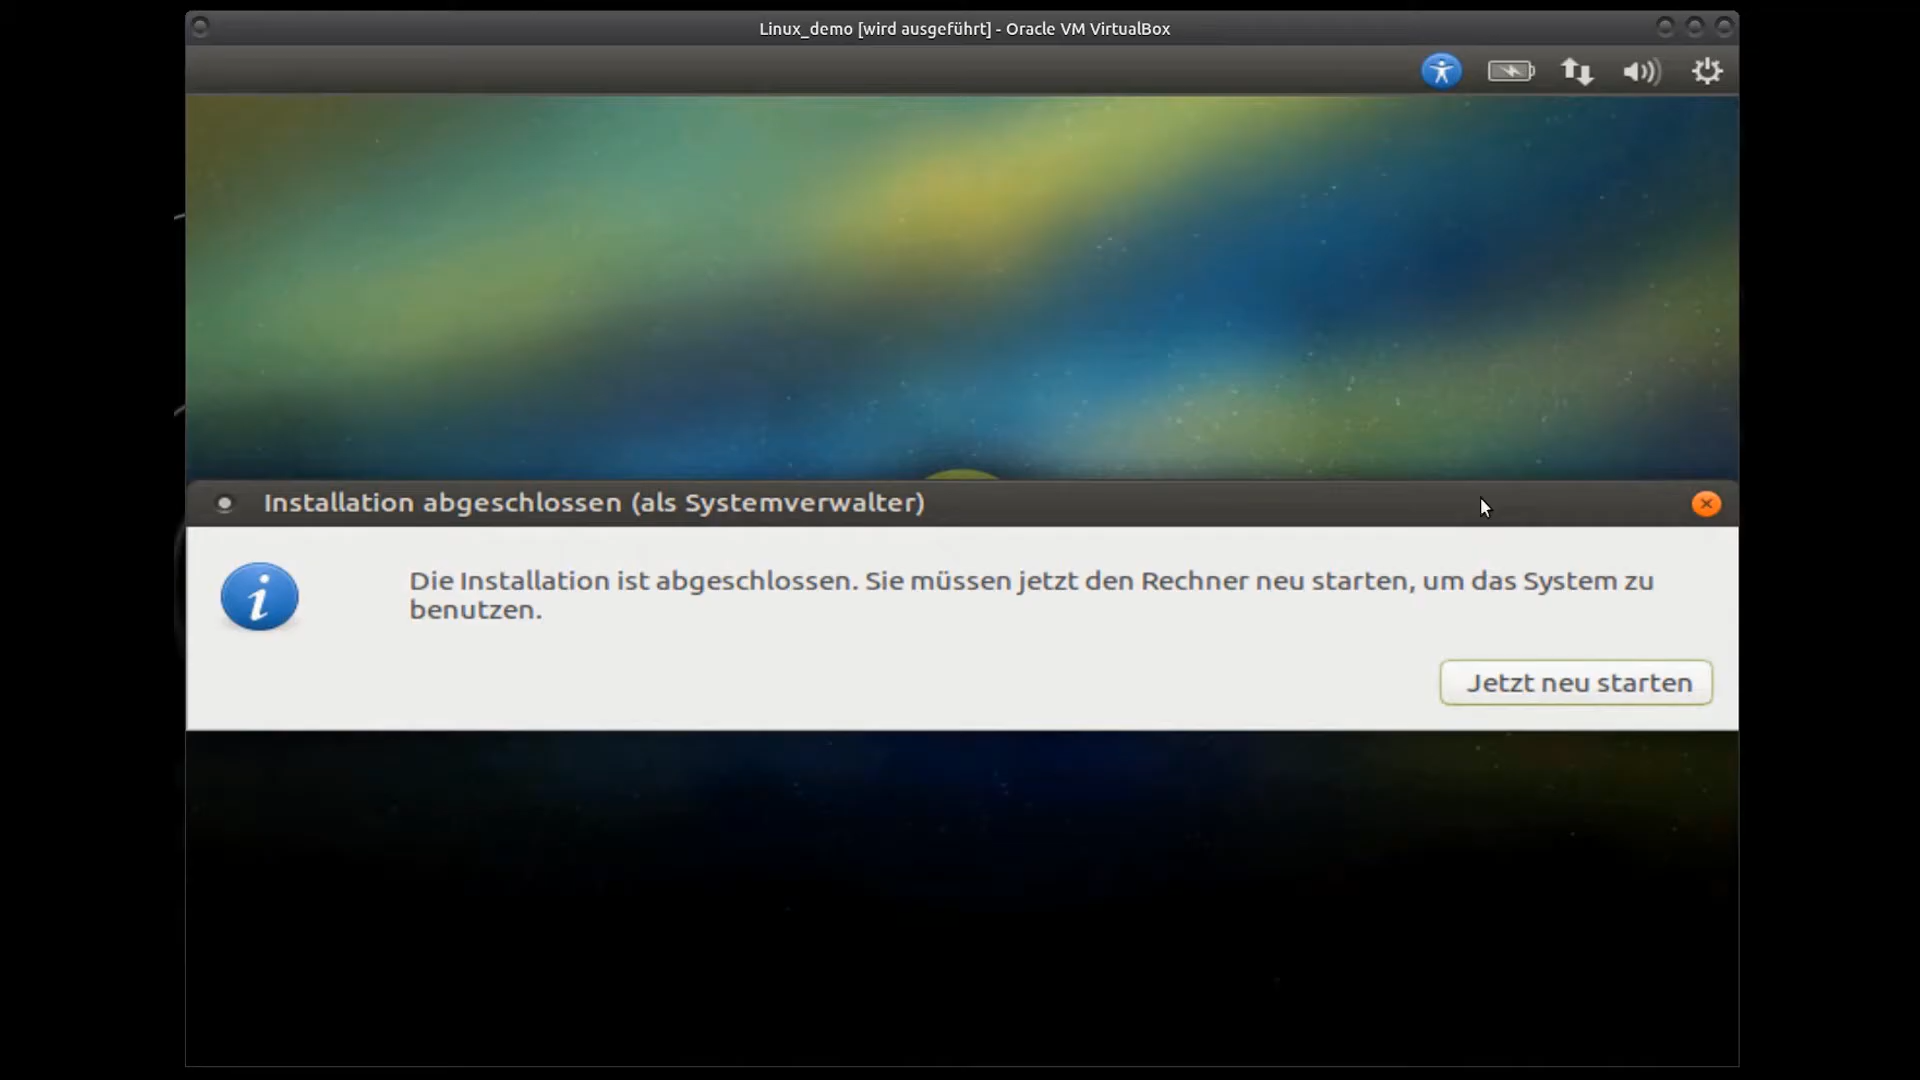 Linux_demo [wird ausgeführt] - Oracle VM VirtualBox
Installation abgeschlossen (als Systemverwalter)
Die Installation ist abgeschlossen. Sie müssen jetzt den Rechner neu starten, um das System zu
benutzen.
Jetzt neu starten